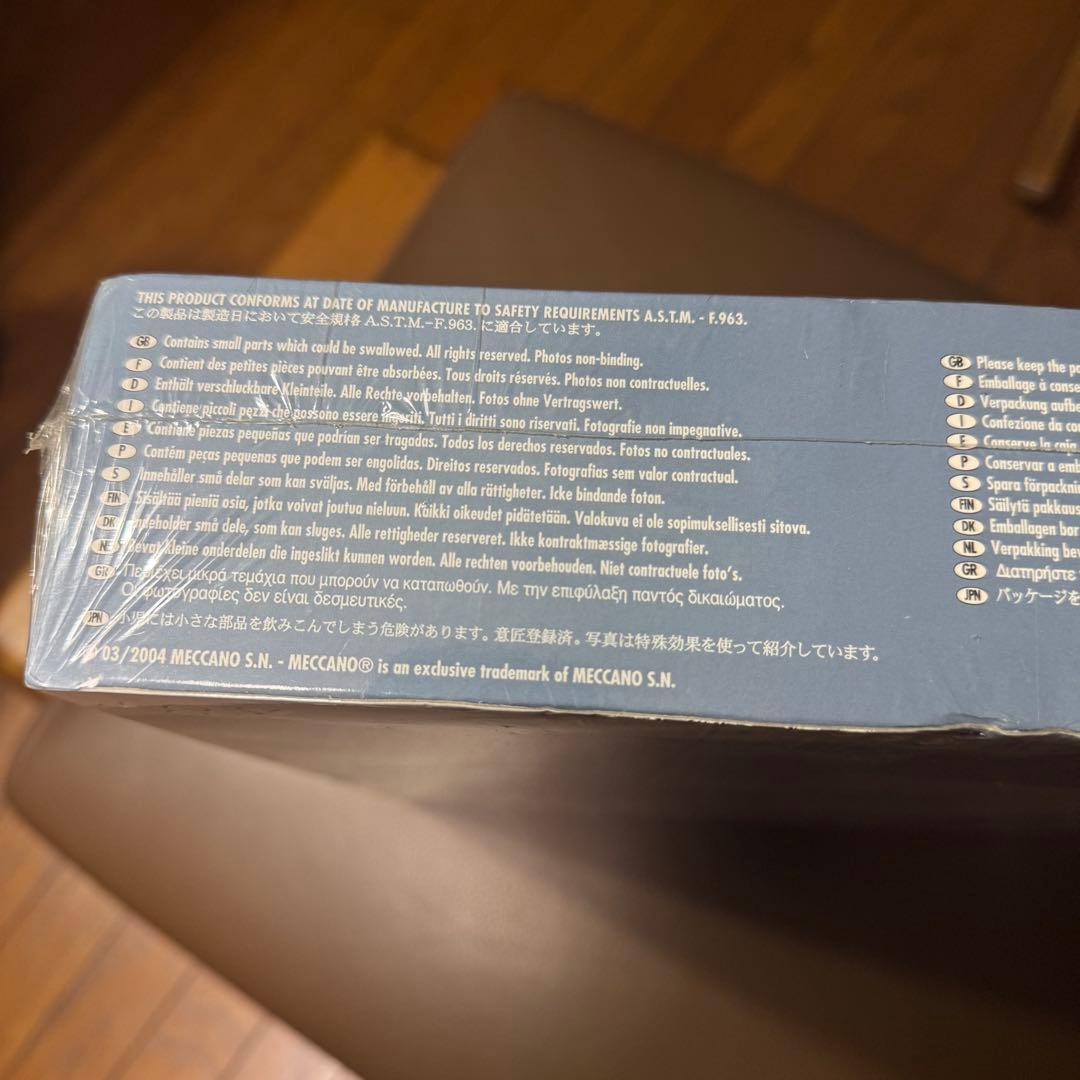 THIS PRODUCT CONFORMS AT DATE OF MANUFACTURE TO SAFETY REQUIREMENTS A.S.T.M. - F.963.
この製品は製造日において安全規格 A.S.T.M.-F.963. に適合しています。
GB Contains small parts which could be swallowed. All rights reserved. Photos non-binding.
F Contient des petites pièces pouvant être absorbées. Tous droits réservés. Photos non contractuelles.
D Enthält verschluckbare Kleinteile. Alle Rechte vorbehalten. Fotos ohne Vertragswert.
I Contiene piccoli pezzi che possono essere ingeriti. Tutti i diritti sono riservati. Fotografie non impegnative.
E Contiene piezas pequeñas que podrían ser tragadas. Todos los derechos reservados. Fotos no contractuales.
P Contém peças pequenas que podem ser engolidas. Direitos reservados. Fotografias sem valor contractual.
S Innehåller små delar som kan sväljas. Med förbehåll av alla rättigheter. Icke bindande foton.
FIN Sisältää pieniä osia, jotka voivat joutua nieluun. Kaikki oikeudet pidätetään. Valokuva ei ole sopimuksellisesti sitova.
DK Indeholder små dele, som kan sluges. Alle rettigheder reserveret. Ikke kontraktmæssige fotografier.
NL Bevat kleine onderdelen die ingeslikt kunnen worden. Alle rechten voorbehouden. Niet contractuele foto's.
GR Περιέχει μικρά τεμάχια που μπορούν να καταπωθούν. Με την επιφύλαξη παντός δικαιώματος.
Οι φωτογραφίες δεν είναι δεσμευτικές.
JPN 小児には小さな部品を飲みこんでしまう危険があります。意匠登録済。写真は特殊効果を使って紹介しています。
© 03/2004 MECCANO S.N. - MECCANO® is an exclusive trademark of MECCANO S.N.
GB Please keep the
F Emballage à
D Verpackung
I Confezione da
E Conserve la caja
P Conservar a
S Spara
FIN Säilytä
DK Emballagen bør
NL Verpakking
GR Διατηρήστε
JPN パッケージを